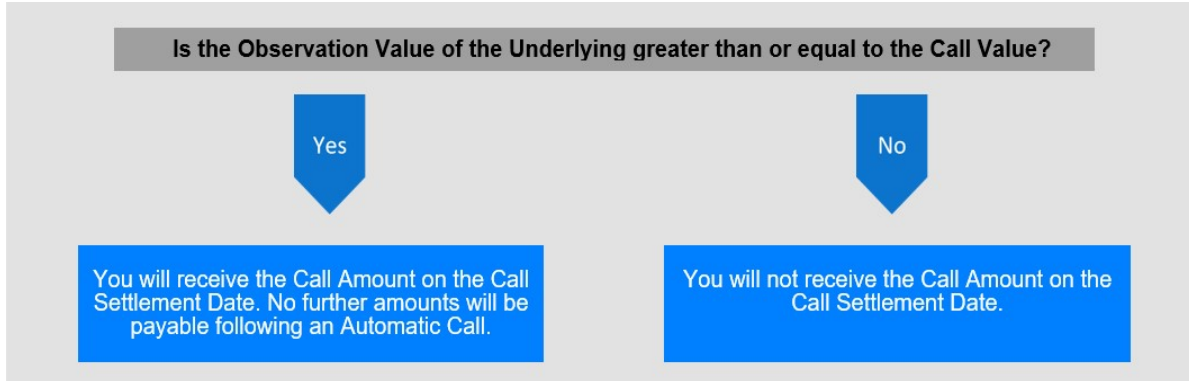 Is the Observation Value of the Underlying greater than or equal to the Call Value?
Yes
No
You will receive the Call Amount on the Call
Settlement Date. No further amounts will be
payable following an Automatic Call.
You will not receive the Call Amount on the
Call Settlement Date.